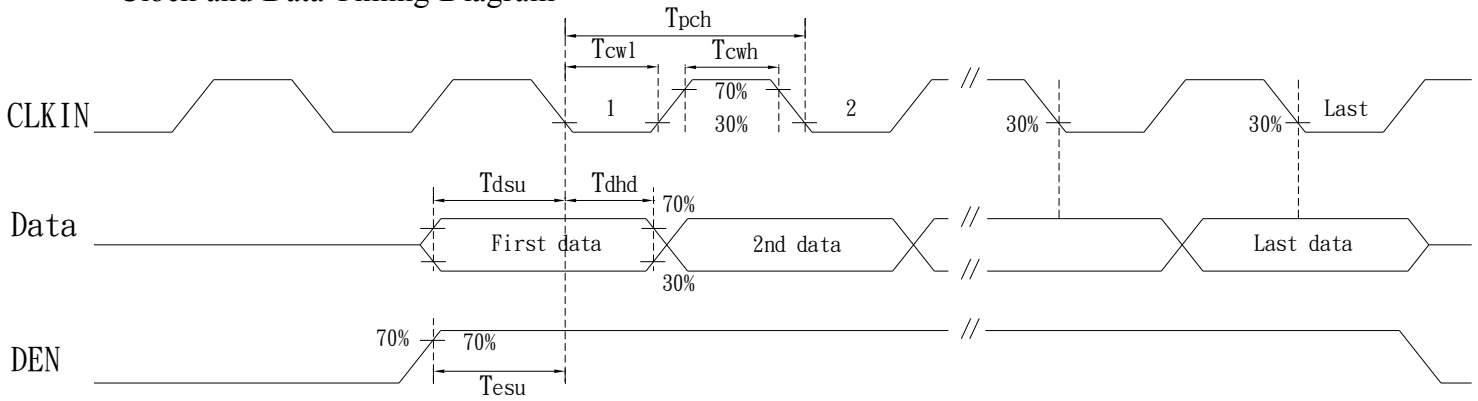 Clock and Data Timing Diagram
Tpch
Tcwl Tcwh
CLKIN 1 70% 2 Last
30% 30% 30%
Tdsu Tdhd
70%
Data First data 2nd data Last data
30%
70% 70%
DEN
Tesu